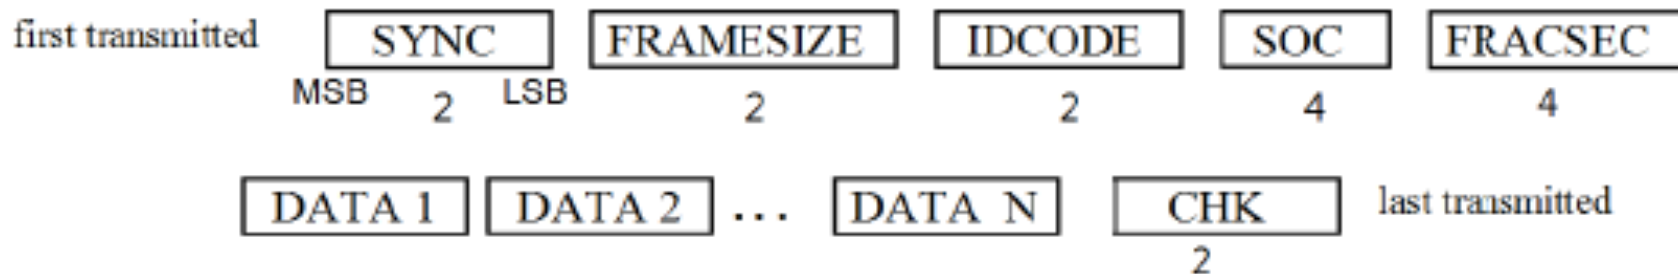 first transmitted SYNC FRAMESIZE IDCODE SOC FRACSEC
MSB 2 LSB 2 2 4 4
DATA 1 DATA 2 ... DATA N CHK last transmitted
2